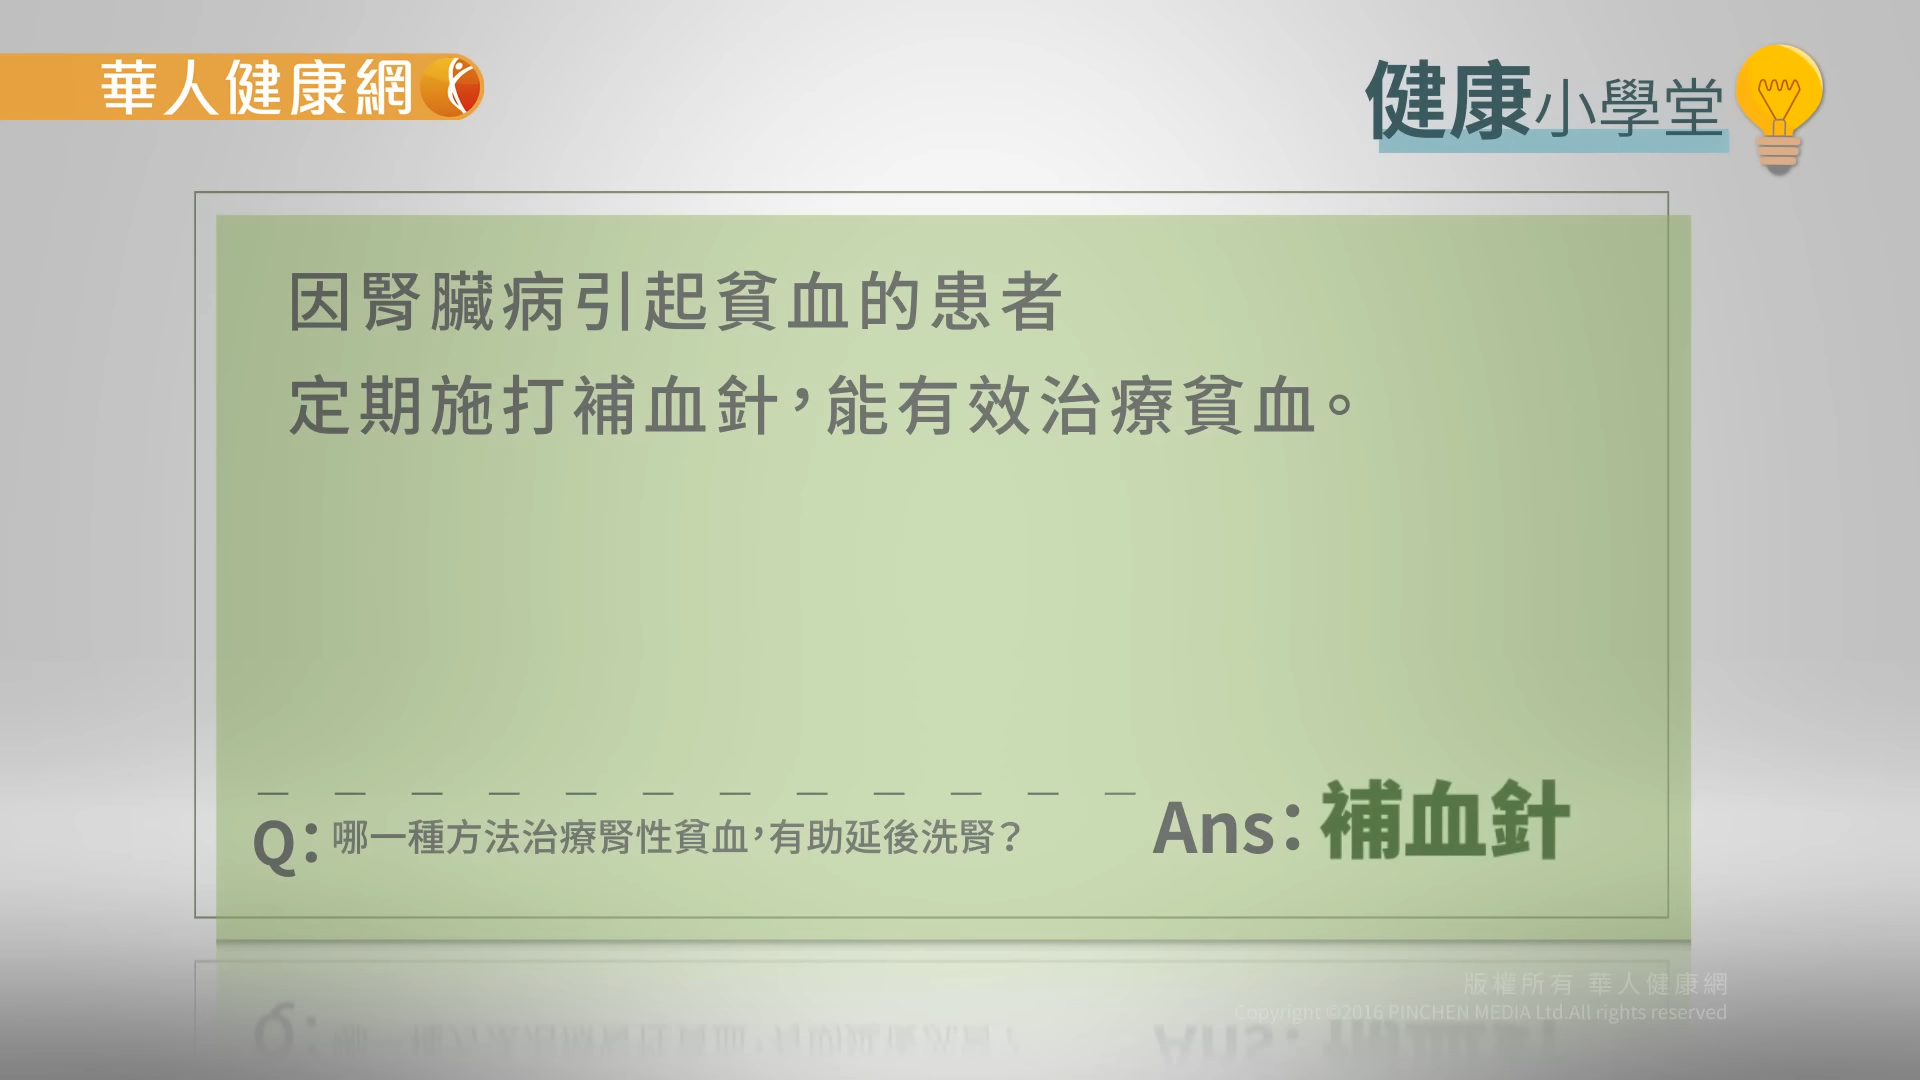 華人健康網
健康小學堂
因腎臟病引起貧血的患者
定期施打補血針，能有效治療貧血。
Q：哪一種方法治療腎性貧血，有助延後洗腎？
Ans：補血針
版權所有 華人健康網
Copyright ©2016 PINCHEN MEDIA Ltd.All rights reserved